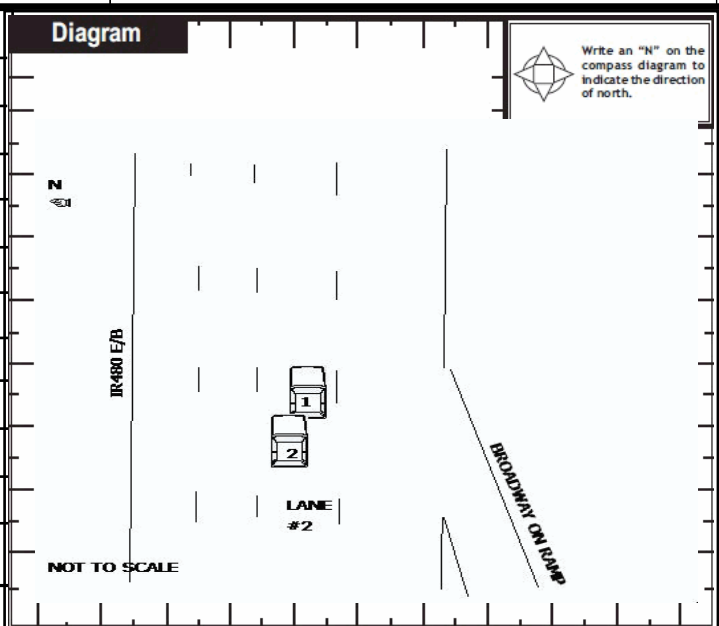 Diagram
Write an “N” on the
compass diagram to
indicate the direction
of north.
N
IR480 E/B
1
2
LANE
#2
BROADWAY ON RAMP
NOT TO SCALE